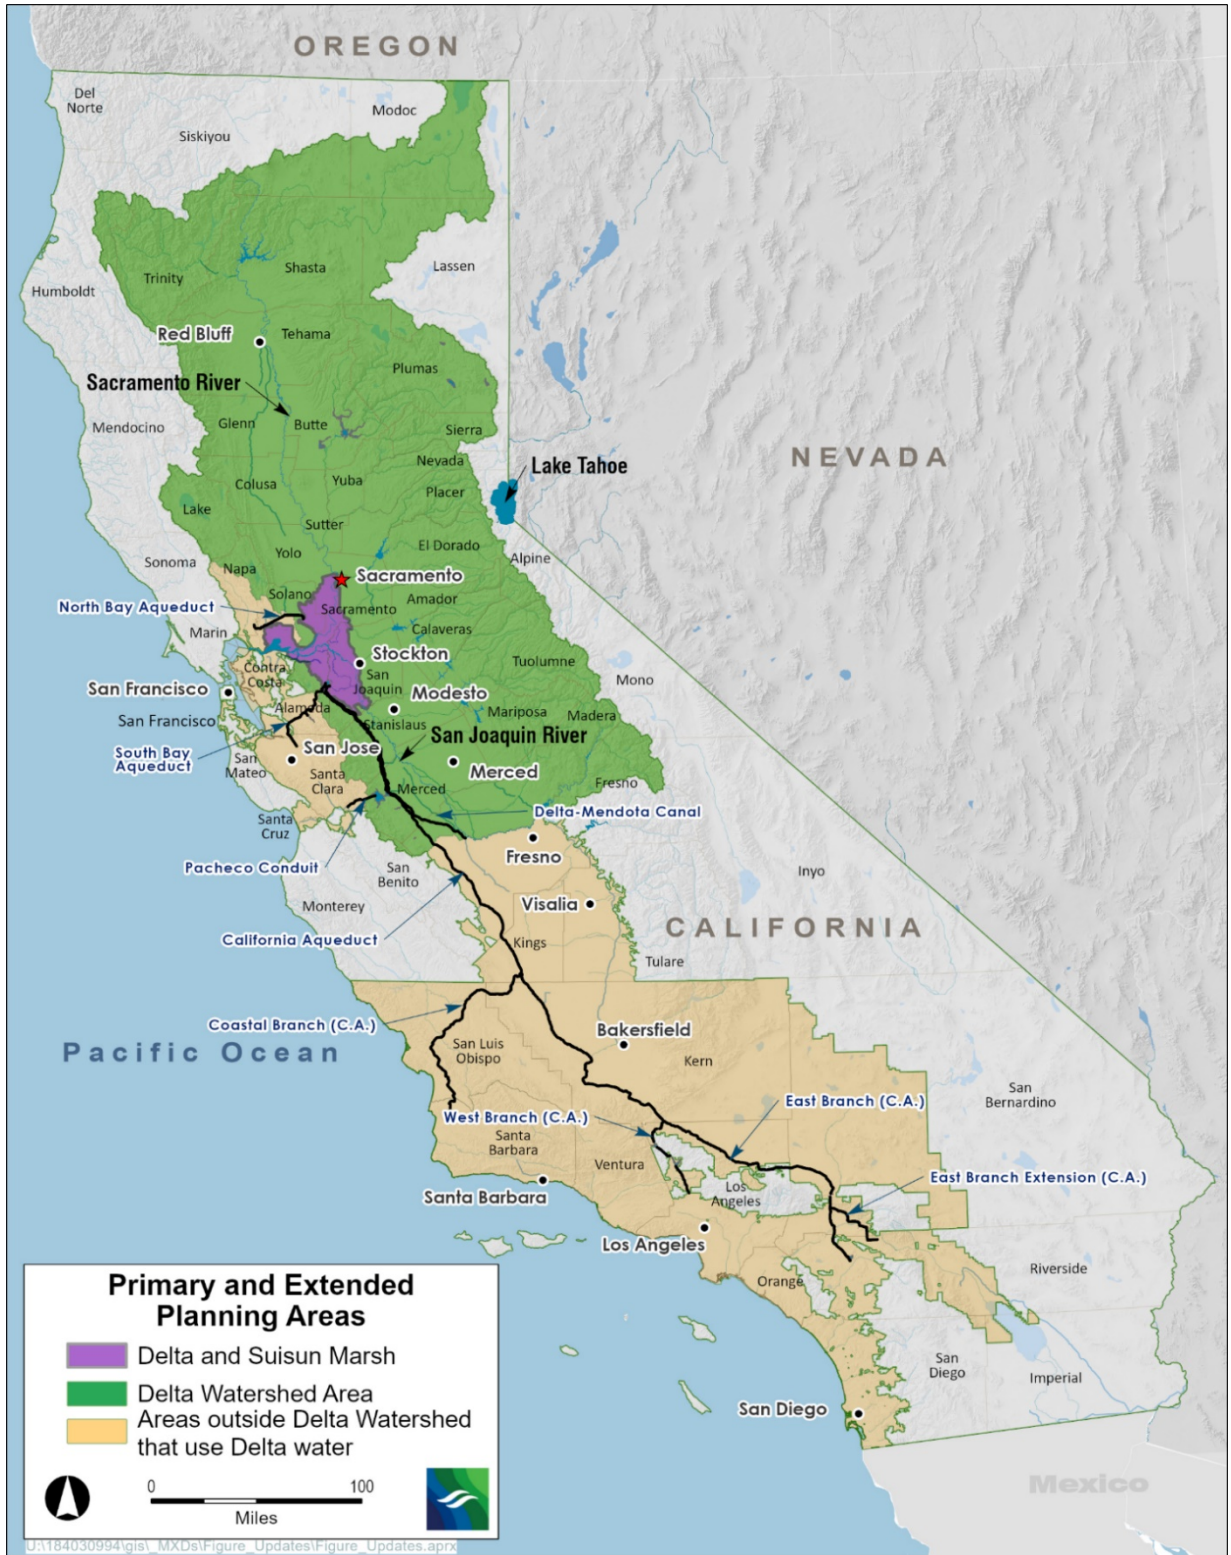 OREGON
Del
Norte
Modoc
Siskiyou
Trinity
Shasta
Lassen
Humboldt
Red Bluff
Tehama
Plumas
Sacramento River
Glenn
Butte
Mendocino
Sierra
NEVADA
Nevada
Lake Tahoe
Colusa
Yuba
Placer
Lake
Sutter
El Dorado
Yolo
Sonoma
Napa
Alpine
Sacramento
Solano
Amador
North Bay Aqueduct
Sacramento
Marin
Calaveras
Stockton
Tuolumne
Contra
Costa
San
Joaquin
Mono
San Francisco
Modesto
Alameda
Mariposa
Madera
San Francisco
Stanislaus
San Joaquin River
South Bay
Aqueduct
San Jose
San
Mateo
Merced
Santa
Clara
Merced
Fresno
Delta-Mendota Canal
Santa
Cruz
Fresno
Pacheco Conduit
San
Benito
Inyo
Monterey
Visalia
CALIFORNIA
California Aqueduct
Kings
Tulare
Coastal Branch (C.A.)
Bakersfield
Pacific Ocean
San Luis
Obispo
Kern
San
Bernardino
East Branch (C.A.)
West Branch (C.A.)
Santa
Barbara
Ventura
East Branch Extension (C.A.)
Los
Angeles
Santa Barbara
Los Angeles
Riverside
Orange
San
Diego
Imperial
San Diego
Mexico
Primary and Extended
Planning Areas
Delta and Suisun Marsh
Delta Watershed Area
Areas outside Delta Watershed
that use Delta water
0 100
Miles
U:\184030994\gis\_MXDs\Figure_Updates\Figure_Updates.aprx